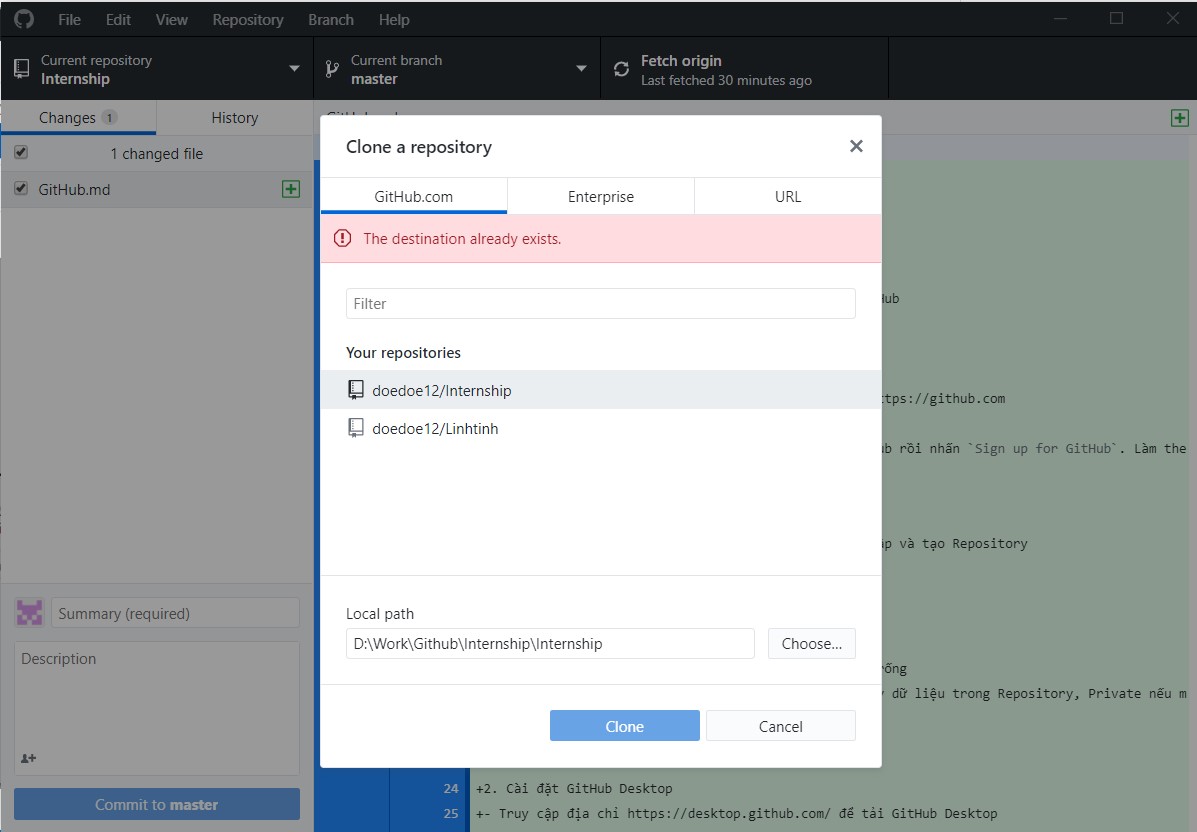 File Edit View Repository Branch Help
Current repository
Internship
Current branch
master
Fetch origin
Last fetched 30 minutes ago
Changes 1
History
1 changed file
GitHub.md
Clone a repository
GitHub.com
Enterprise
URL
The destination already exists.
Filter
Your repositories
doedoe12/Internship
doedoe12/Linhtinh
Local path
D:\Work\Github\Internship\Internship
Choose...
Clone
Cancel
ttps://github.com
rồi nhấn `Sign up for GitHub`. Làm the
và tạo Repository
dữ liệu trong Repository, Private nếu m
24 +2. Cài đặt GitHub Desktop
25 +- Truy cập địa chỉ https://desktop.github.com/ để tải GitHub Desktop
Summary (required)
Description
Commit to master